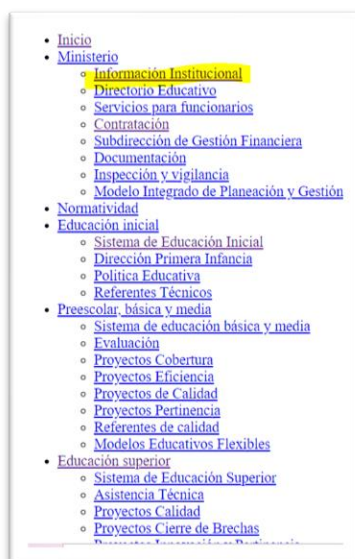 Inicio
Ministerio
Información Institucional
Directorio Educativo
Servicios para funcionarios
Contratación
Subdirección de Gestión Financiera
Documentación
Inspección y vigilancia
Modelo Integrado de Planeación y Gestión
Normatividad
Educación inicial
Sistema de Educación Inicial
Dirección Primera Infancia
Politica Educativa
Referentes Técnicos
Preescolar, básica y media
Sistema de educación básica y media
Evaluación
Proyectos Cobertura
Proyectos Eficiencia
Proyectos de Calidad
Proyectos Pertinencia
Referentes de calidad
Modelos Educativos Flexibles
Educación superior
Sistema de Educación Superior
Asistencia Técnica
Proyectos Calidad
Proyectos Cierre de Brechas